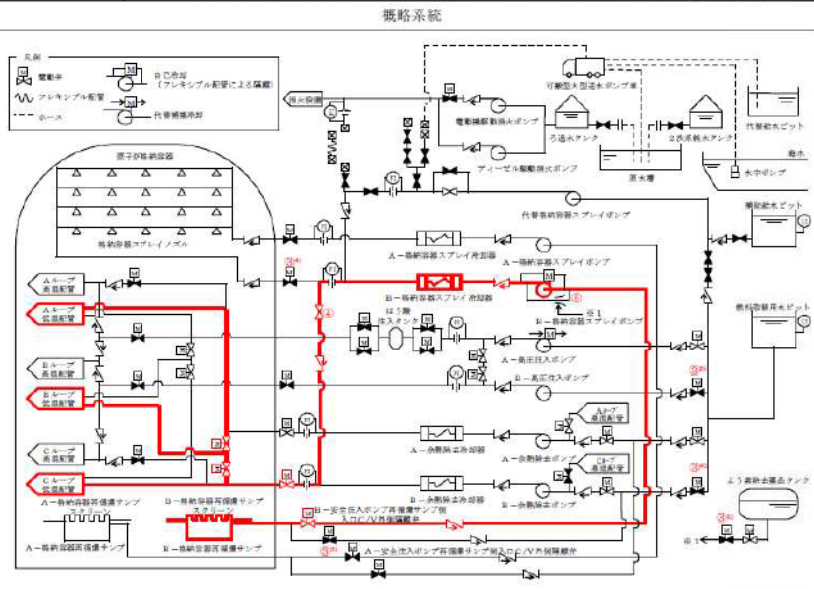 概略系統
凡例
電動弁
フレキシブル配管
ホース
自己冷却
(フレキシブル配管による隔離)
代替補機冷却
消火設備
可搬型大型送水ポンプ車
電動機駆動消火ポンプ
ディーゼル駆動消火ポンプ
ろ過水タンク
2次系純水タンク
原水槽
代替給水ピット
海水
水中ポンプ
補助給水ピット
代替格納容器スプレイポンプ
原子炉格納容器
格納容器スプレイノズル
A-格納容器スプレイ冷却器
A-格納容器スプレイポンプ
B-格納容器スプレイ冷却器
B-格納容器スプレイポンプ
※1
燃料取替用水ピット
Aループ
高温配管
Aループ
低温配管
Bループ
高温配管
Bループ
低温配管
Cループ
高温配管
Cループ
低温配管
ほう酸
注入タンク
A-高圧注入ポンプ
B-高圧注入ポンプ
Aループ
高温配管
A-余熱除去冷却器
A-余熱除去ポンプ
Cループ
高温配管
B-余熱除去冷却器
B-余熱除去ポンプ
よう素除去薬品タンク
※1
④
⑥
A-格納容器再循環サンプ
スクリーン
B-格納容器再循環サンプ
スクリーン
A-格納容器再循環サンプ
B-格納容器再循環サンプ
B-安全注入ポンプ再循環サンプ側
入口C/V外側隔離弁
A-安全注入ポンプ再循環サンプ側入口C/V外側隔離弁